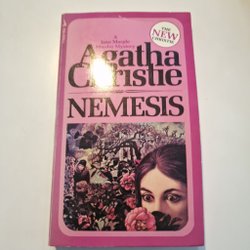 A
Jane Marple
Murder Mystery
Agatha
Christie
NEMESIS
THE
NEW
CHRISTIE